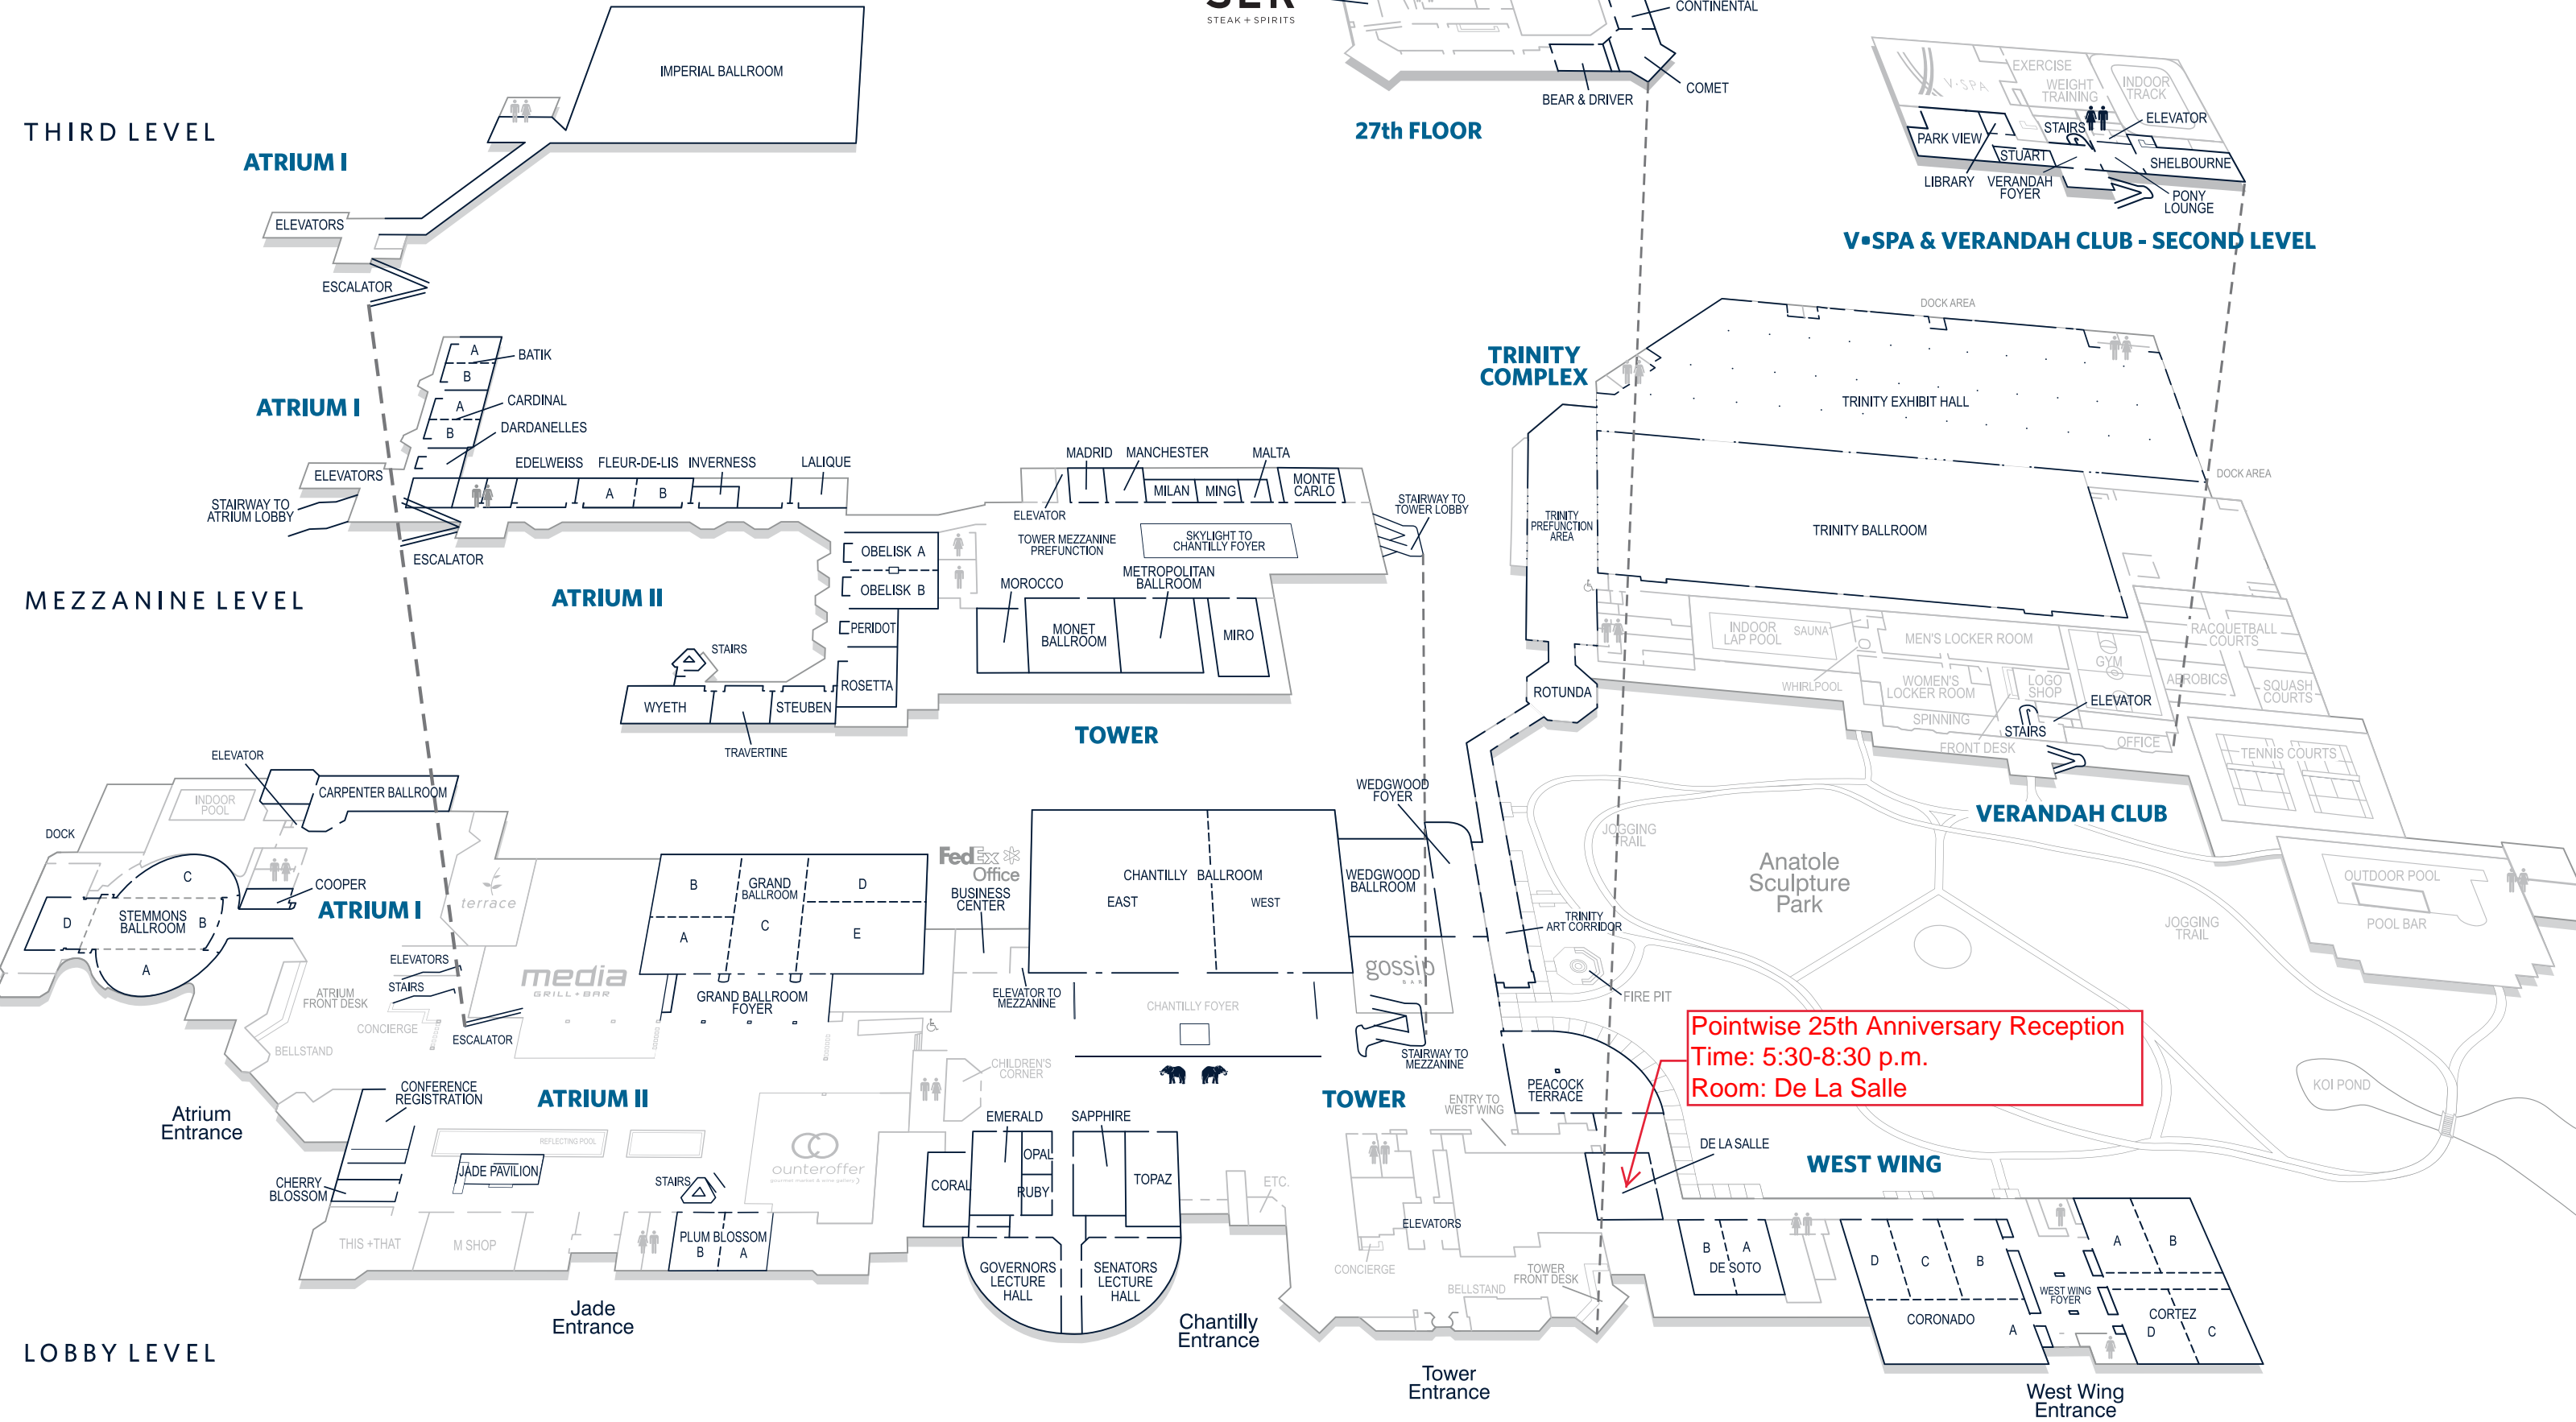 SER
STEAK + SPIRITS
CONTINENTAL
BEAR & DRIVER
COMET
27th FLOOR
V•SPA
EXERCISE
WEIGHT
TRAINING
INDOOR
TRACK
STAIRS
ELEVATOR
PARK VIEW
STUART
SHELBOURNE
LIBRARY
VERANDAH
FOYER
PONY
LOUNGE
V•SPA & VERANDAH CLUB - SECOND LEVEL
THIRD LEVEL
ATRIUM I
IMPERIAL BALLROOM
ELEVATORS
ESCALATOR
ATRIUM I
A
BATIK
B
A
CARDINAL
B
DARDANELLES
ELEVATORS
STAIRWAY TO
ATRIUM LOBBY
ESCALATOR
EDELWEISS
FLEUR-DE-LIS
A
B
INVERNESS
LALIQUE
MEZZANINE LEVEL
ATRIUM II
OBELISK A
OBELISK B
PERIDOT
ROSETTA
STAIRS
WYETH
STEUBEN
TRAVERTINE
MADRID
MANCHESTER
MALTA
MILAN
MING
MONTE
CARLO
ELEVATOR
TOWER MEZZANINE
PREFUNCTION
SKYLIGHT TO
CHANTILLY FOYER
STAIRWAY TO
TOWER LOBBY
MOROCCO
METROPOLITAN
BALLROOM
MONET
BALLROOM
MIRO
TOWER
TRINITY
COMPLEX
DOCK AREA
TRINITY EXHIBIT HALL
DOCK AREA
TRINITY
PREFUNCTION
AREA
TRINITY BALLROOM
INDOOR
LAP POOL
SAUNA
MEN'S LOCKER ROOM
GYM
RACQUETBALL
COURTS
WHIRLPOOL
WOMEN'S
LOCKER ROOM
LOGO
SHOP
AEROBICS
SQUASH
COURTS
ELEVATOR
SPINNING
STAIRS
FRONT DESK
OFFICE
TENNIS COURTS
ROTUNDA
VERANDAH CLUB
ELEVATOR
INDOOR
POOL
CARPENTER BALLROOM
DOCK
C
COOPER
ATRIUM I
D
STEMMONS
BALLROOM
B
A
terrace
ELEVATORS
STAIRS
ATRIUM
FRONT DESK
CONCIERGE
ESCALATOR
BELLSTAND
media
GRILL + BAR
B
GRAND
BALLROOM
D
A
C
E
GRAND BALLROOM
FOYER
FedEx
Office
BUSINESS
CENTER
ELEVATOR TO
MEZZANINE
CHANTILLY BALLROOM
EAST
WEST
CHANTILLY FOYER
WEDGWOOD
FOYER
WEDGWOOD
BALLROOM
TRINITY
ART CORRIDOR
gossip
BAR
STAIRWAY TO
MEZZANINE
JOGGING
TRAIL
Anatole
Sculpture
Park
FIRE PIT
JOGGING
TRAIL
OUTDOOR POOL
POOL BAR
KOI POND
Pointwise 25th Anniversary Reception
Time: 5:30-8:30 p.m.
Room: De La Salle
Atrium
Entrance
CONFERENCE
REGISTRATION
ATRIUM II
REFLECTING POOL
JADE PAVILION
CHERRY
BLOSSOM
THIS +THAT
M SHOP
STAIRS
PLUM BLOSSOM
B
A
counteroffer
CHILDREN'S
CORNER
EMERALD
SAPPHIRE
OPAL
CORAL
RUBY
TOPAZ
GOVERNORS
LECTURE
HALL
SENATORS
LECTURE
HALL
ETC.
TOWER
ENTRY TO
WEST WING
PEACOCK
TERRACE
DE LA SALLE
WEST WING
ELEVATORS
CONCIERGE
BELLSTAND
TOWER
FRONT DESK
B
A
DE SOTO
D
C
B
CORONADO
A
WEST WING
FOYER
A
B
CORTEZ
D
C
Jade
Entrance
Chantilly
Entrance
Tower
Entrance
West Wing
Entrance
LOBBY LEVEL